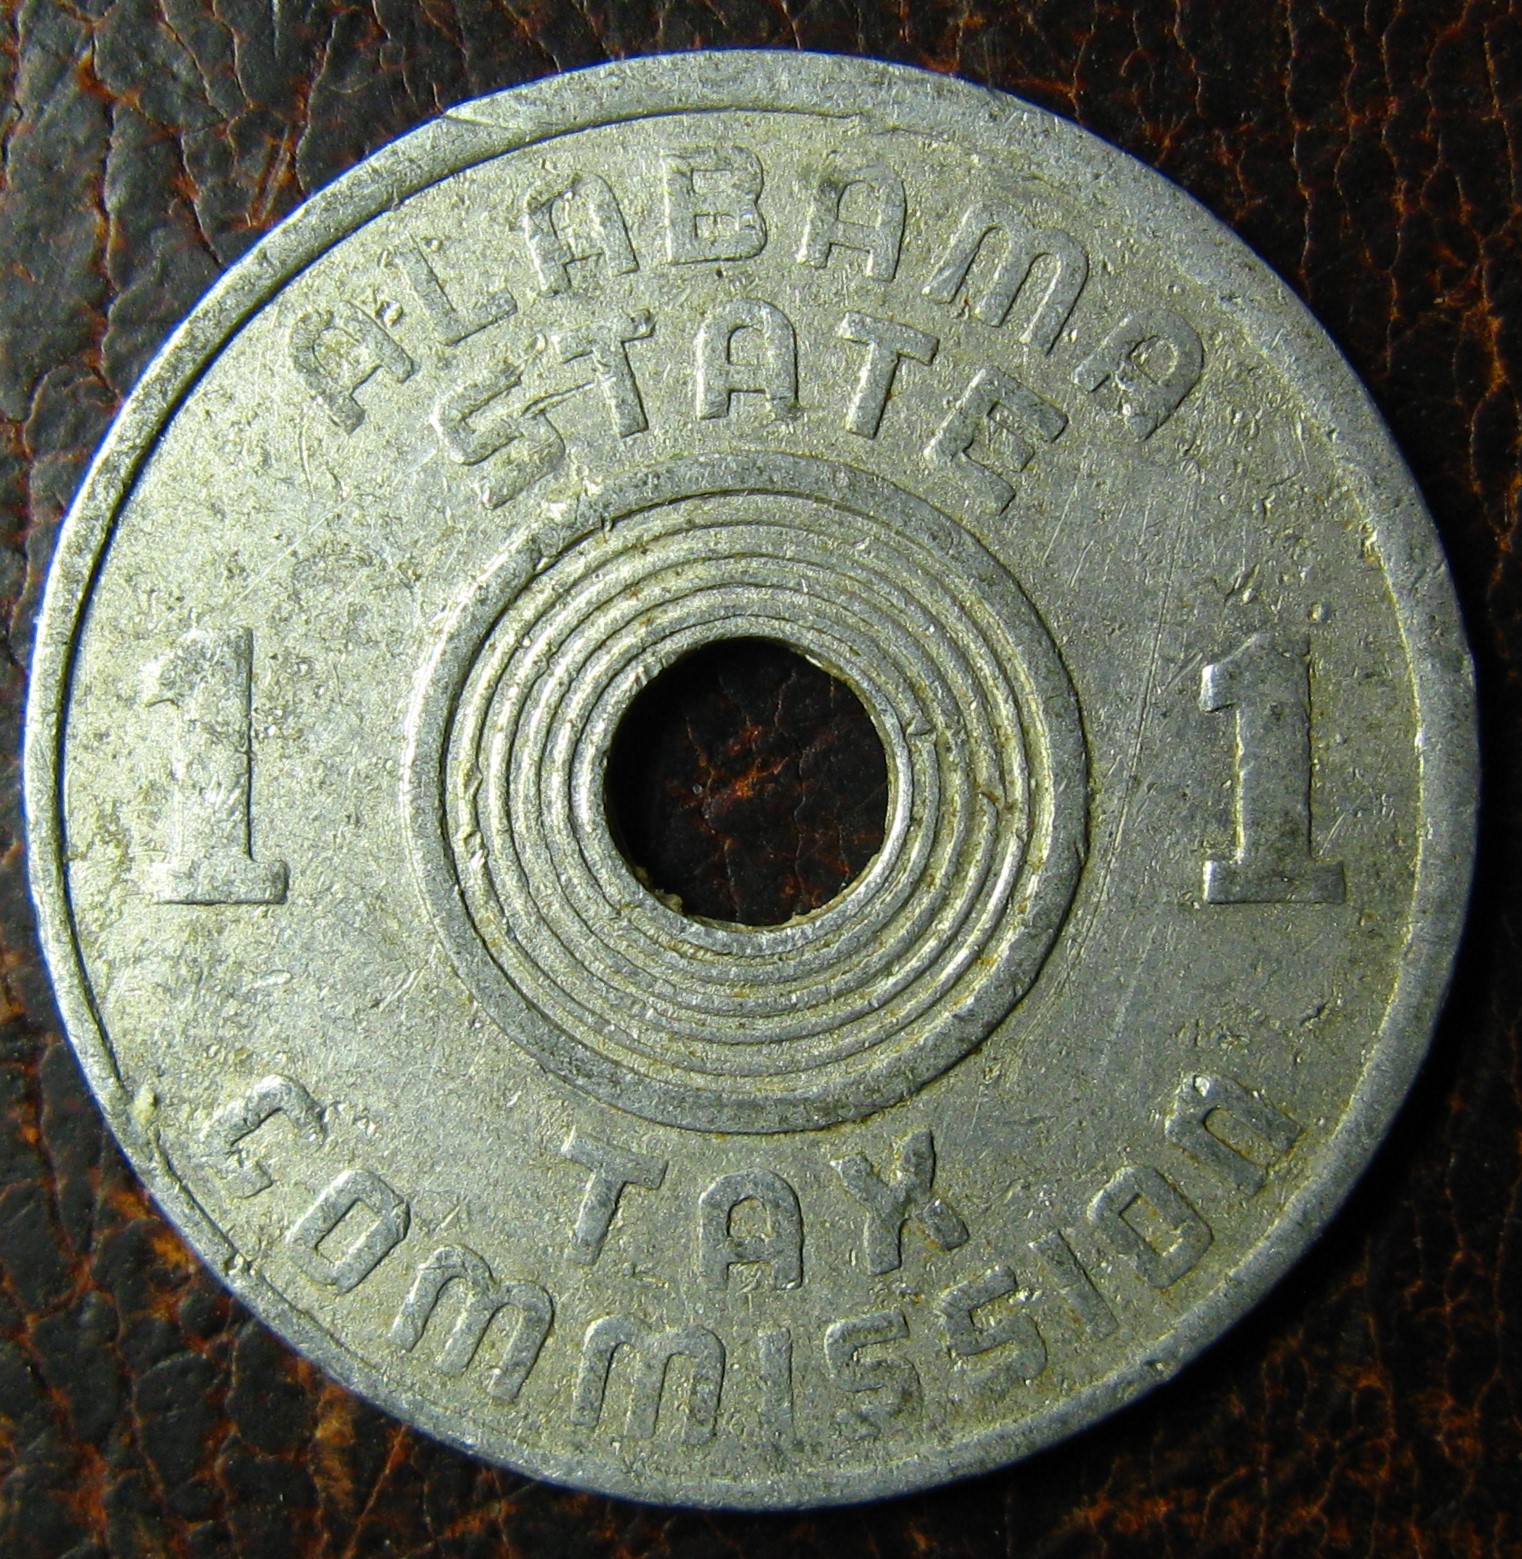 ALABAMA
STATE
1 1
TAX
COMMISSION